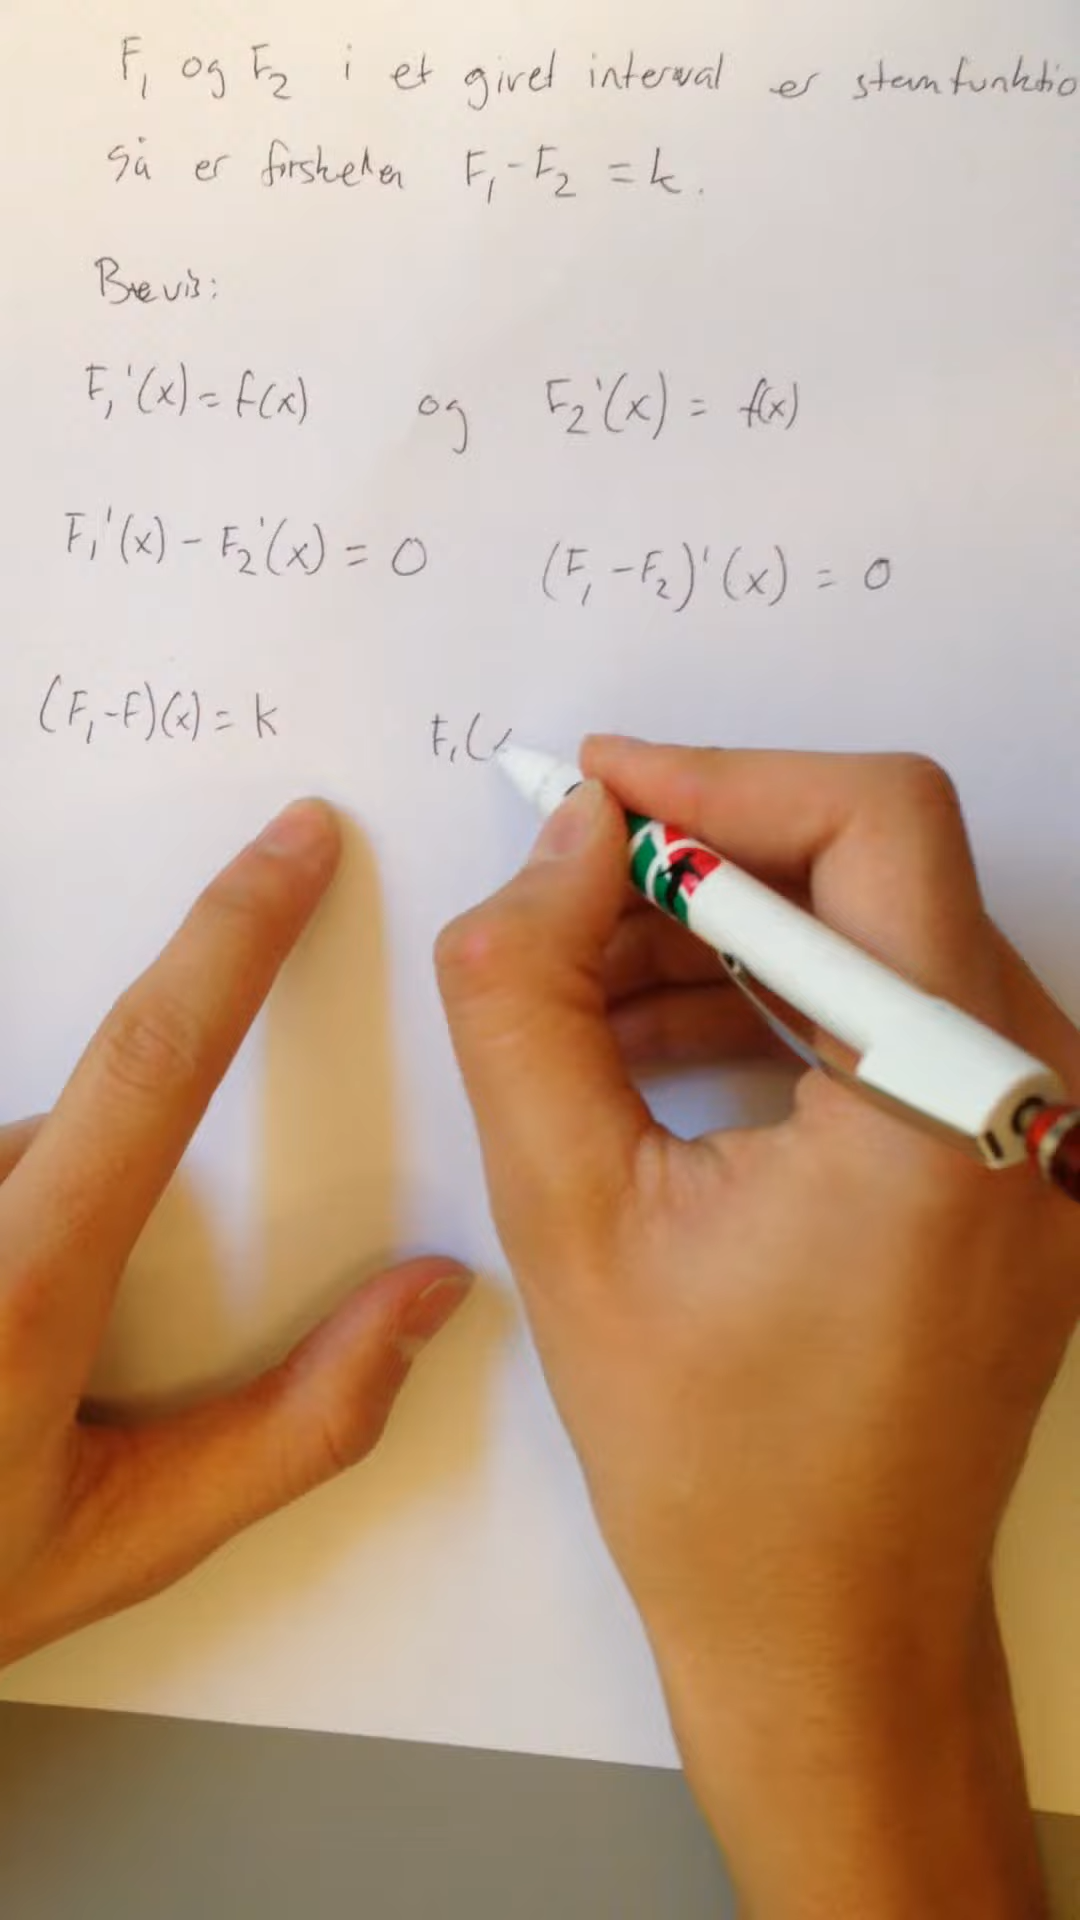 F₁ og F₂ i et givet interval er stamfunktio
så er forskellen F₁-F₂ = k.
Bevis:
F₁'(x) = f(x) og F₂'(x) = f(x)
F₁'(x) - F₂'(x) = 0 (F₁-F₂)'(x) = 0
(F₁-F)(x) = k F₁(